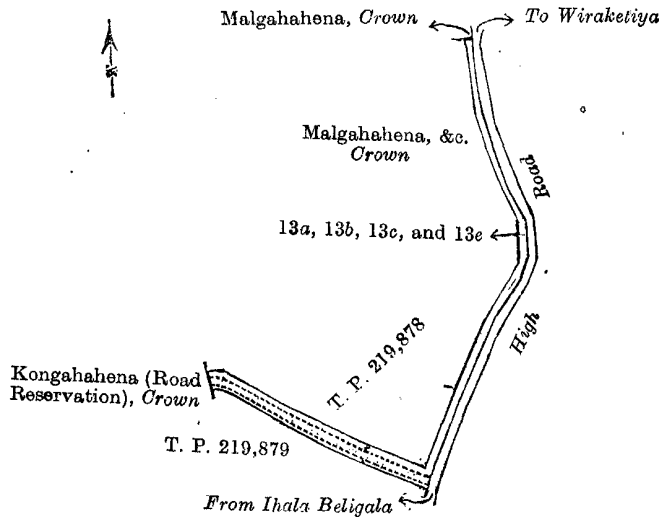 Malgahahena, Crown
To Wiraketiya
Malgahahena, &c.
Crown
Road
13a, 13b, 13c, and 13e
High
T. P. 219,878
Kongahahena (Road
Reservation), Crown
T. P. 219,879
From Ihala Beligala